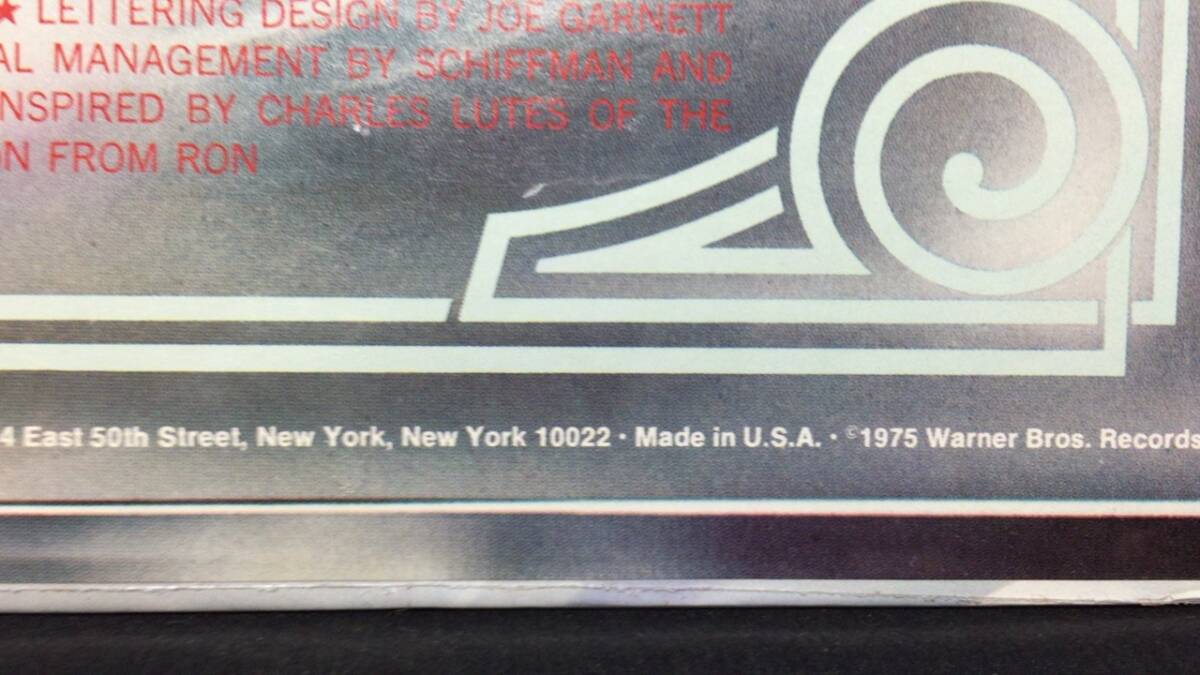 ★ LETTERING DESIGN BY JOE GARNETT
AL MANAGEMENT BY SCHIFFMAN AND
NSPIRED BY CHARLES LUTES OF THE
ON FROM RON
4 East 50th Street, New York, New York 10022 · Made in U.S.A. · ©1975 Warner Bros. Records